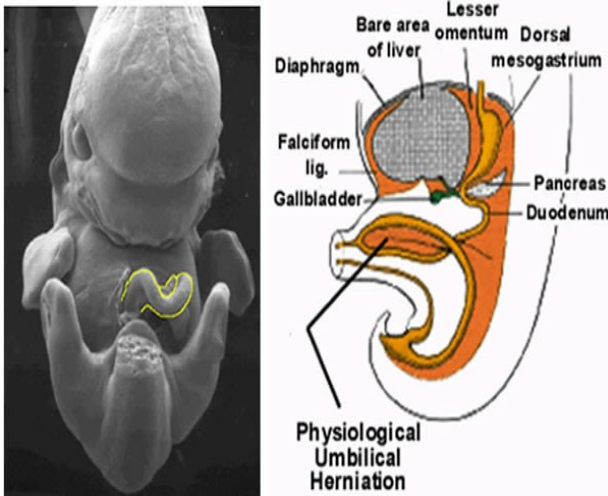 Lesser
omentum
Bare area
of liver
Dorsal
mesogastrium
Diaphragm
Falciform
lig.
Gallbladder
Pancreas
Duodenum
Physiological
Umbilical
Herniation